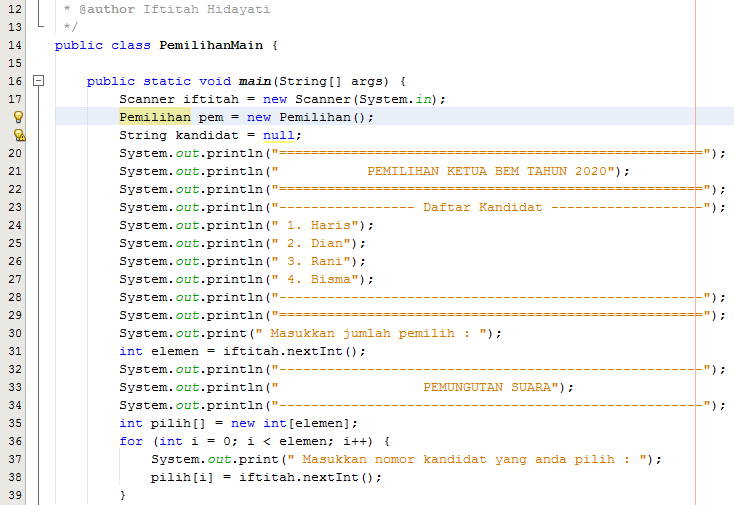 12 * @author Iftitah Hidayati
13 */
14 public class PemilihanMain {
15
16 public static void main(String[] args) {
17 Scanner iftitah = new Scanner(System.in);
Pemilihan pem = new Pemilihan();
String kandidat = null;
20 System.out.println("=====================================================");
21 System.out.println("           PEMILIHAN KETUA BEM TAHUN 2020");
22 System.out.println("=====================================================");
23 System.out.println("----------------- Daftar Kandidat -------------------");
24 System.out.println(" 1. Haris");
25 System.out.println(" 2. Dian");
26 System.out.println(" 3. Rani");
27 System.out.println(" 4. Bisma");
28 System.out.println("-----------------------------------------------------");
29 System.out.println("=====================================================");
30 System.out.print(" Masukkan jumlah pemilih : ");
31 int elemen = iftitah.nextInt();
32 System.out.println("-----------------------------------------------------");
33 System.out.println("                  PEMUNGUTAN SUARA");
34 System.out.println("-----------------------------------------------------");
35 int pilih[] = new int[elemen];
36 for (int i = 0; i < elemen; i++) {
37 System.out.print(" Masukkan nomor kandidat yang anda pilih : ");
38 pilih[i] = iftitah.nextInt();
39 }